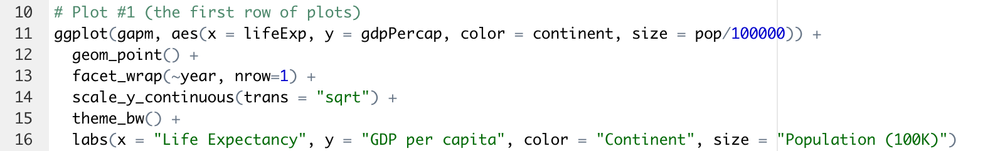 10 # Plot #1 (the first row of plots)
11 ggplot(gapm, aes(x = lifeExp, y = gdpPercap, color = continent, size = pop/100000)) +
12   geom_point() +
13   facet_wrap(~year, nrow=1) +
14   scale_y_continuous(trans = "sqrt") +
15   theme_bw() +
16   labs(x = "Life Expectancy", y = "GDP per capita", color = "Continent", size = "Population (100K)")